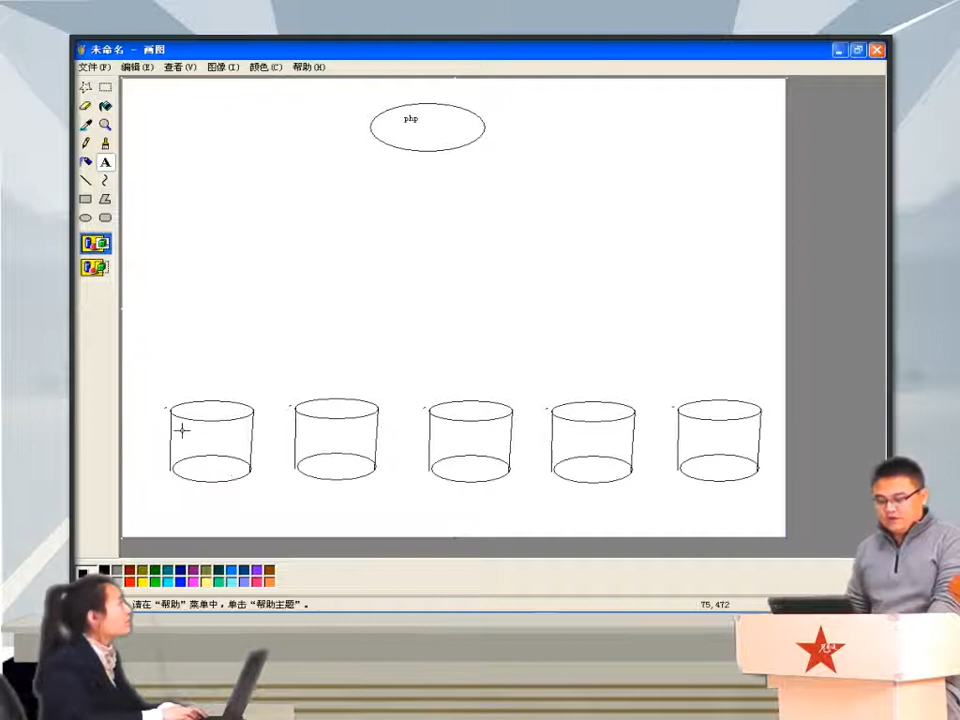 未命名 - 画图
文件(F) 编辑(E) 查看(V) 图像(I) 颜色(C) 帮助(H)
php
A
请在“帮助”菜单中，单击“帮助主题”。
75,472